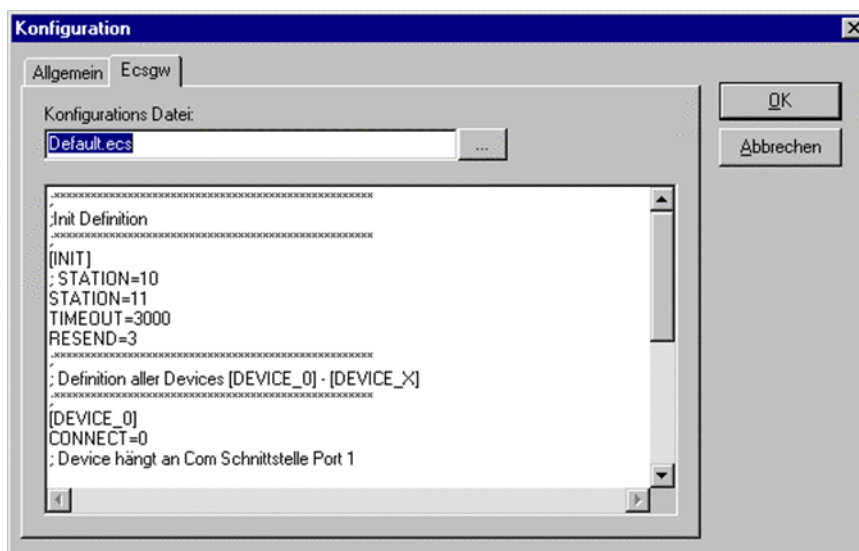 Konfiguration
Allgemein Ecsgw
Konfigurations Datei:
Default.ecs ...
OK
Abbrechen
;****************************************************
;Init Definition
;****************************************************
[INIT]
; STATION=10
STATION=11
TIMEOUT=3000
RESEND=3
;****************************************************
; Definition aller Devices [DEVICE_0] - [DEVICE_X]
;****************************************************
[DEVICE_0]
CONNECT=0
; Device hängt an Com Schnittstelle Port 1